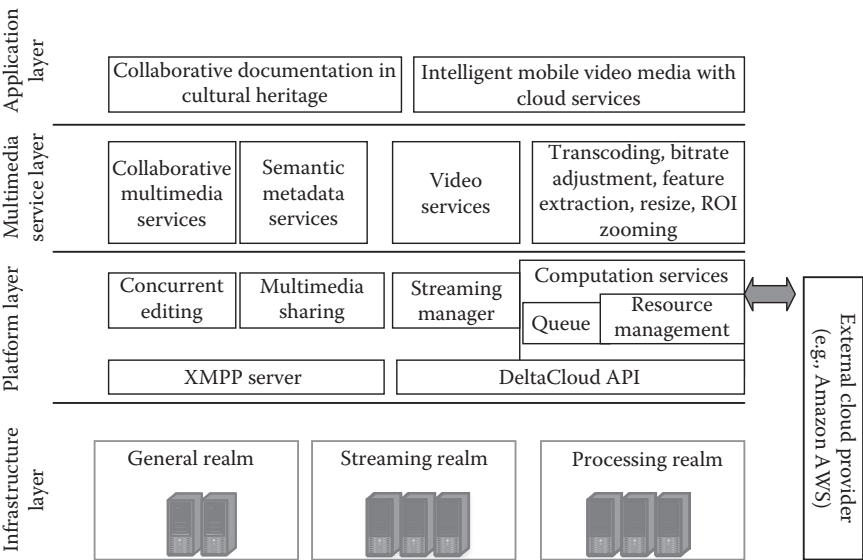 Application
layer
Collaborative documentation in
cultural heritage
Intelligent mobile video media with
cloud services
Multimedia
service layer
Collaborative
multimedia
services
Semantic
metadata
services
Video
services
Transcoding, bitrate
adjustment, feature
extraction, resize, ROI
zooming
Platform layer
Concurrent
editing
Multimedia
sharing
Streaming
manager
Computation services
Queue
Resource
management
XMPP server
DeltaCloud API
External cloud provider
(e.g., Amazon AWS)
Infrastructure
layer
General realm
Streaming realm
Processing realm